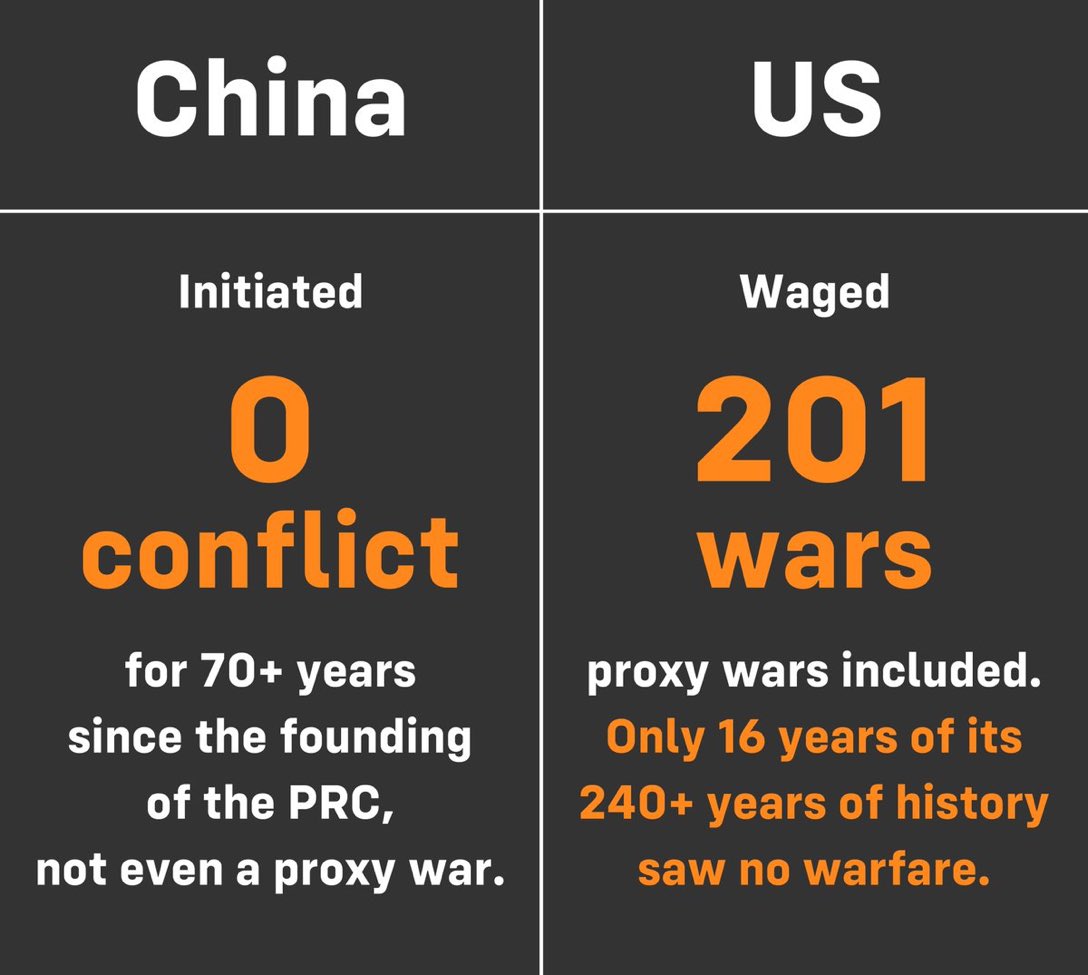 China
US
Initiated
0
conflict
for 70+ years
since the founding
of the PRC,
not even a proxy war.
Waged
201
wars
proxy wars included.
Only 16 years of its
240+ years of history
saw no warfare.